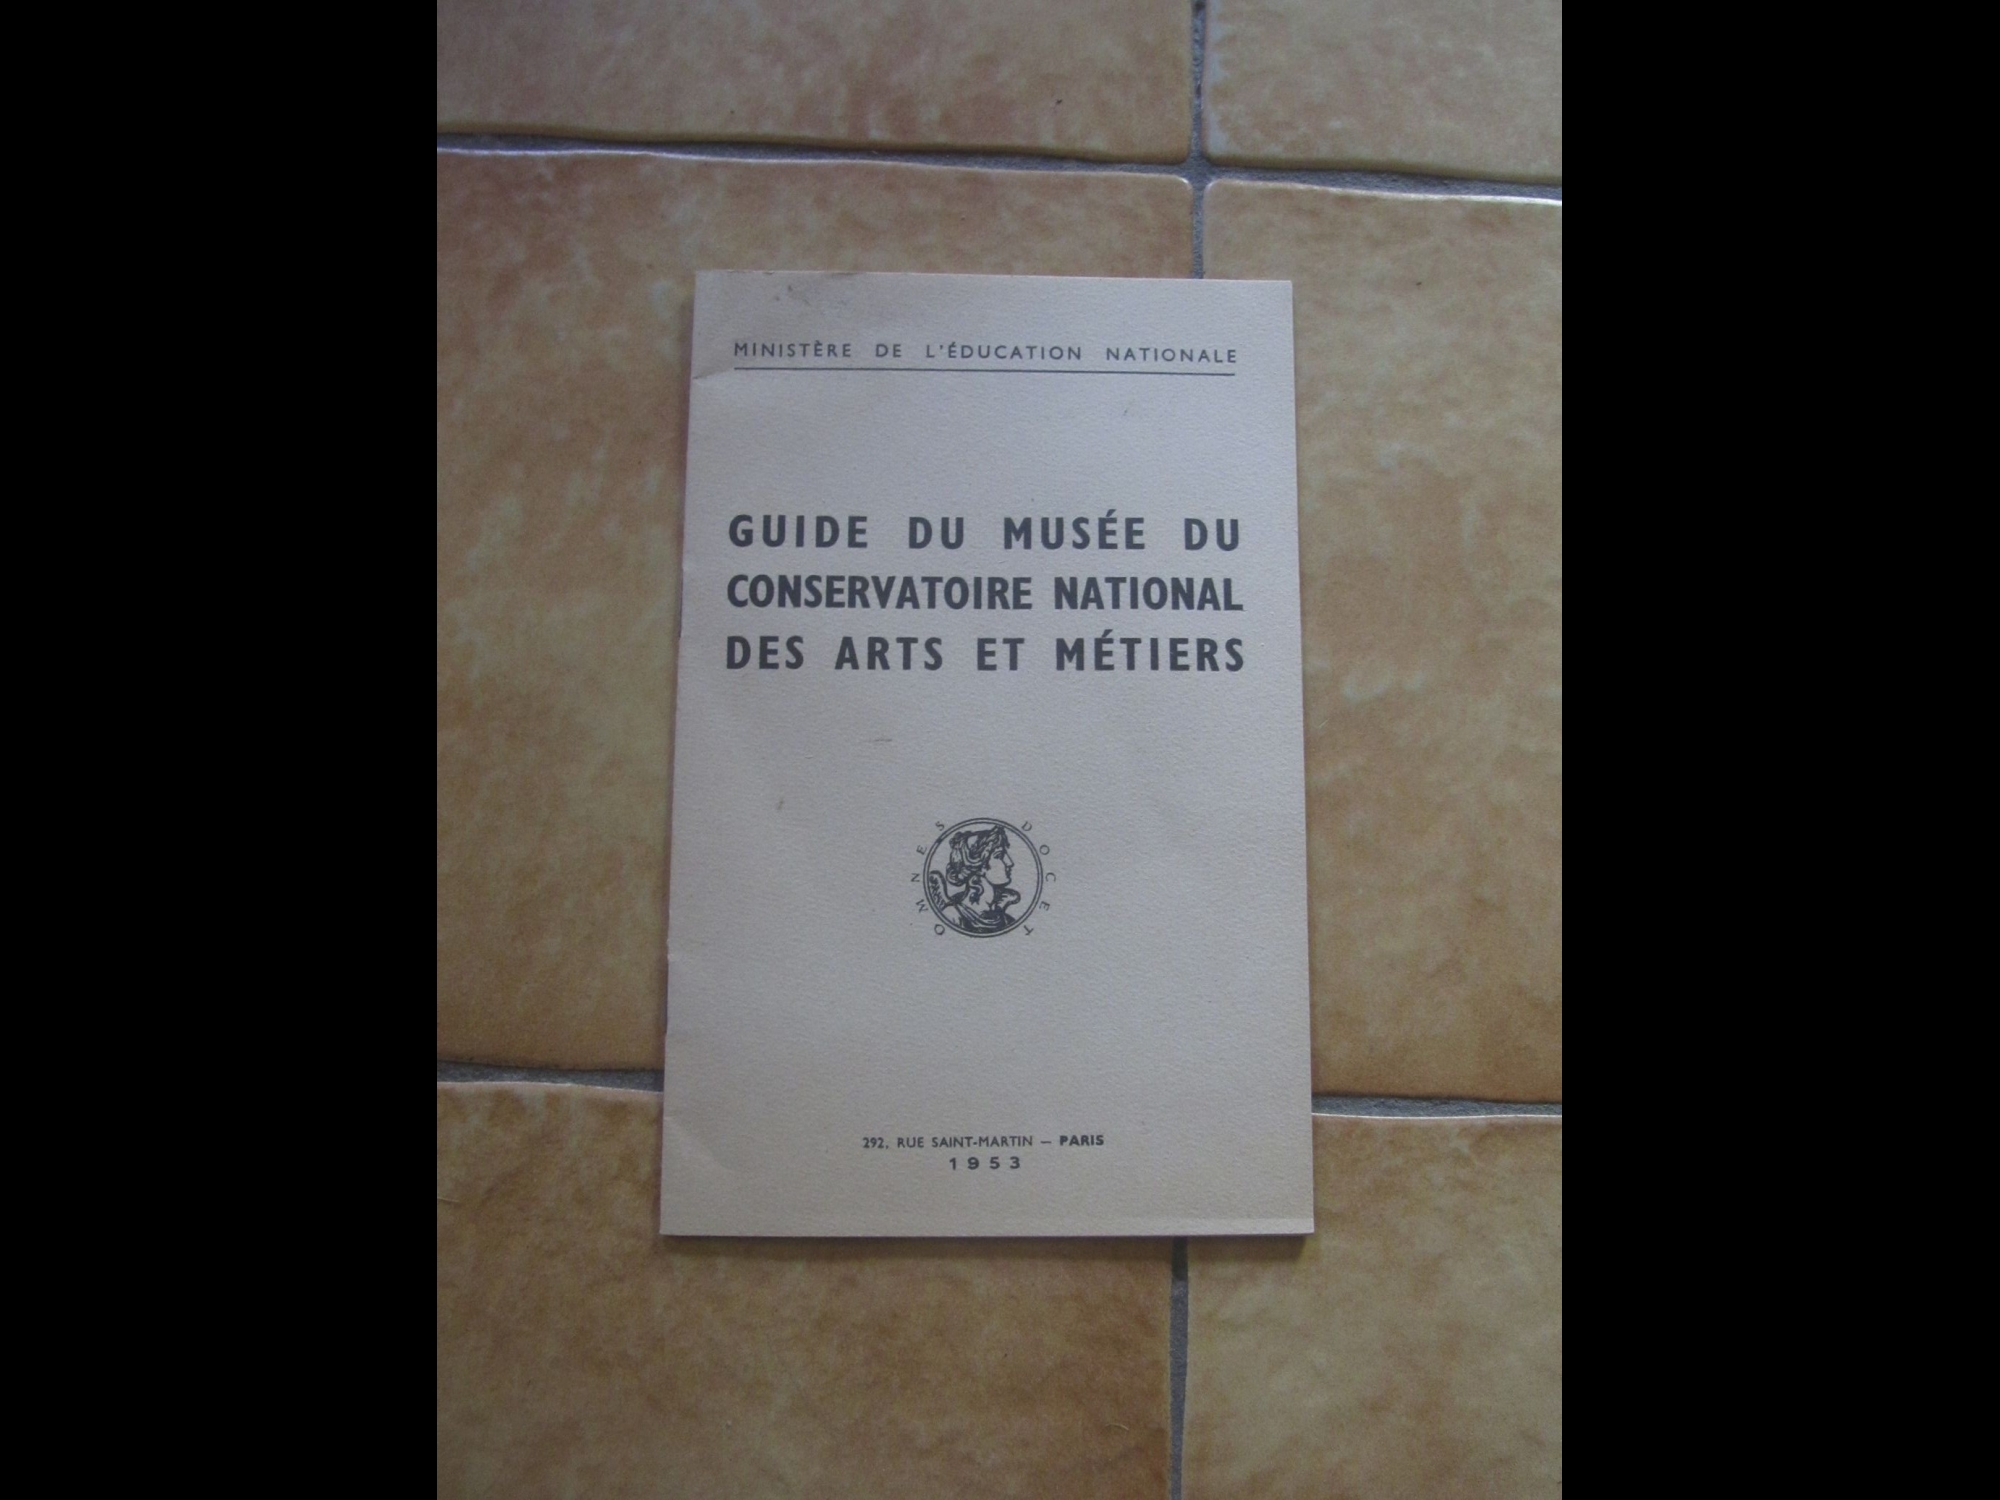 MINISTÈRE DE L'ÉDUCATION NATIONALE
GUIDE DU MUSÉE DU
CONSERVATOIRE NATIONAL
DES ARTS ET MÉTIERS
OMNES DOCET
292, RUE SAINT-MARTIN — PARIS
1953